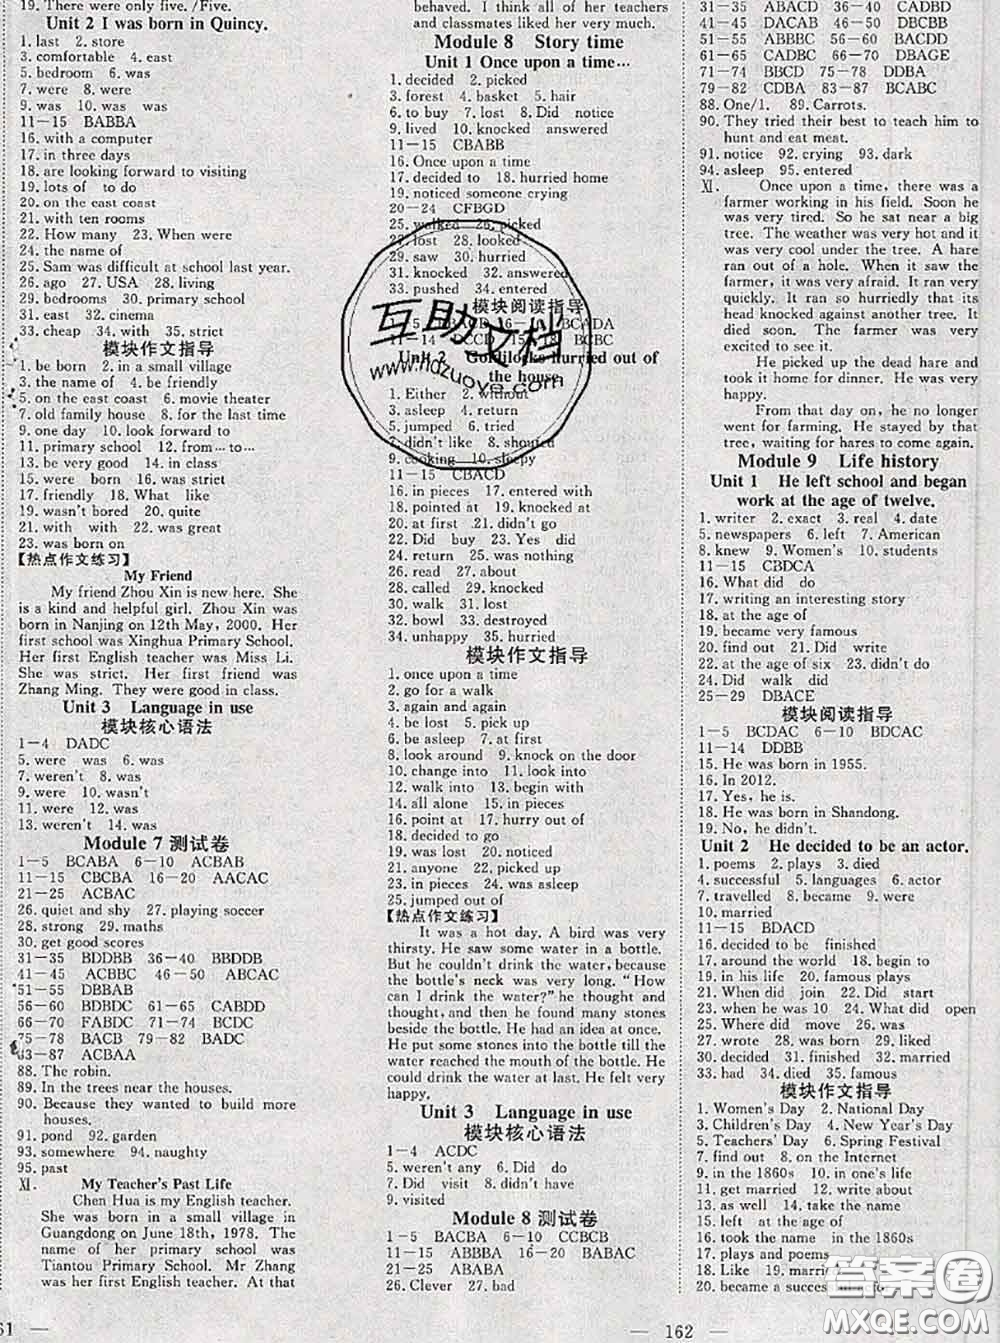 19. There were only five. /Five.
Unit 2 I was born in Quincy.
1. last 2. store
3. comfortable 4. east
5. bedroom 6. was
7. were 8. were
9. was 10. was was
11－15 BABBA
16. with a computer
17. in three days
18. are looking forward to visiting
19. lots of to do
20. on the east coast
21. with ten rooms
22. How many 23. When were
24. the name of
25. Sam was difficult at school last year.
26. ago 27. USA 28. living
29. bedrooms 30. primary school
31. east 32. cinema
33. cheap 34. with 35. strict
模块作文指导
1. be born 2. in a small village
3. the name of 4. be friendly
5. on the east coast 6. movie theater
7. old family house 8. for the last time
9. one day 10. look forward to
11. primary school 12. from…to…
13. be very good 14. in class
15. were born 16. was strict
17. friendly 18. What like
19. wasn't bored 20. quite
21. with 22. was great
23. was born on
【热点作文练习】
My Friend
My friend Zhou Xin is new here. She
is a kind and helpful girl. Zhou Xin was
born in Nanjing on 12th May, 2000. Her
first school was Xinghua Primary School.
Her first English teacher was Miss Li.
She was strict. Her first friend was
Zhang Ming. They were good in class.
Unit 3 Language in use
模块核心语法
1－4 DADC
5. were was 6. was
7. weren't 8. was
9. were 10. wasn't
11. were 12. was
13. weren't 14. was
Module 7 测试卷
1－5 BCABA 6－10 ACBAB
11－15 CBCBA 16－20 AACAC
21－25 ACBAC
26. quiet and shy 27. playing soccer
28. strong 29. maths
30. get good scores
31－35 BDDBB 36－40 BDDDB
41－45 ACBBC 46－50 ABCAC
51－55 DBBAB
56－60 BDBDC 61－65 CABDD
66－70 FABDC 71－74 BCDC
75－78 BACB 79－82 DABC
83－87 ACBAA
88. The robin.
89. In the trees near the houses.
90. Because they wanted to build more
houses.
91. pond 92. garden
93. somewhere 94. naughty
95. past
Ⅺ. My Teacher's Past Life
Chen Hua is my English teacher.
She was born in a small village in
Guangdong on June 18th, 1978. The
name of her primary school was
Tiantou Primary School. Mr Zhang
was her first English teacher. At that
61
behaved. I think all of her teachers
and classmates liked her very much.
Module 8 Story time
Unit 1 Once upon a time…
1. decided 2. picked
3. forest 4. basket 5. hair
6. to buy 7. lost 8. Did notice
9. lived 10. knocked answered
11－15 CBABB
16. Once upon a time
17. decided to 18. hurried home
19. noticed someone crying
20－24 CFBGD
25. walked 26. picked
27. lost 28. looked
29. saw 30. hurried
31. knocked 32. answered
33. pushed 34. entered
模块阅读指导
BCADA
11－14 DCCD BCBC
Unit 2 Goldilocks hurried out of
the house.
1. Either 2. without
3. asleep 4. return
5. jumped 6. tried
7. didn't like 8. shouted
9. cooking 10. sleepy
11－15 CBACD
16. in pieces 17. entered with
18. pointed at 19. knocked on
20. at first 21. didn't go
22. Did buy 23. Yes did
24. return 25. was nothing
26. read 27. about
28. called 29. knocked
30. walk 31. lost
32. bowl 33. destroyed
34. unhappy 35. hurried
模块作文指导
1. once upon a time
2. go for a walk
3. again and again
4. be lost 5. pick up
6. be asleep 7. at first
8. look around 9. knock on the door
10. change into
12. hurry into 13. begin with
14. all alone 15. in pieces
16. point at 17. hurry out of
18. decided to go
19. were in
21. anyone 22. picked up
23. in pieces 24. was asleep
25. jumped out of
【热点作文练习】
It was a hot day. A bird was very
thirsty. He saw some water in a bottle.
But he couldn't drink the water, because
the bottle's neck was very long. "How
can I drink the water?" he thought and
thought, and then he found many stones
beside the bottle. He had an idea at once.
He put some stones into the bottle till the
water reached the mouth of the bottle. He
could drink the water at last. He felt very
happy.
Unit 3 Language in use
模块核心语法
1－4 ACDC
5. weren't any 6. Did do
7. Did visit 8. didn't have
9. visited
Module 8 测试卷
1－5 BACBA 6－10 CCBCB
11－15 ABBBA 16－20 BABAC
21－25 ABABA
26. Clever 27. bad
— 162 —
31－35 ABACD 36－40 CADBD
41－45 DACAB 46－50 DBCBB
51－55 ABBBC 56－60 BACDD
61－65 CADBC 66－70 DBAGE
71－74 BBCD 75－78 DDBA
79－82 CDBA 83－87 BCABC
88. One/1. 89. Carrots.
90. They tried their best to teach him to
hunt and eat meat.
91. notice 92. crying 93. dark
94. asleep 95. carefully
Ⅺ. Once upon a time, there was a
farmer working in his field. Soon he
was very tired. So he sat near a big
tree. The weather was very hot and it
was very cool under the tree. A hare
ran out of a hole. When it saw the
farmer, it was very afraid. It ran very
quickly. It ran so hurriedly that its
head knocked against another tree. It
died soon. The farmer was very
excited to see it.
He picked up the dead hare and
took it home for dinner. He was very
happy.
From that day on, he no longer
went for farming. He stayed by that
tree, waiting for hares to come again.
Module 9 Life history
Unit 1 He left school and began
work at the age of twelve.
1. writer 2. exact 3. real 4. date
5. newspapers 6. left 7. American
8. knew 9. Women's 10. students
11－15 CBDCA
16. What did do
17. writing an interesting story
18. at the age of
19. became very famous
20. find out 21. Did Write
22. at the age of six 23. didn't do
24. Did walk did
25－29 DBACE
模块阅读指导
1－5 BCDAC 6－10 BDCAC
11－14 DDBB
15. He was born in 1955.
16. In 2012.
17. Yes, he is.
18. He was born in Shandong.
19. No, he didn't.
Unit 2 He decided to be an actor.
1. poems 2. plays 3. died
4. successful 5. languages 6. actor
7. travelled 8. became 9. were
10. married
11－15 BDACD
16. decided to be finished
17. around the world 18. begin to
19. in his life 20. famous plays
21. When did join 22. Did start
23. when he was 10 24. What did open
25. Where did move 26. was
27. wrote 28. was born 29. liked
30. decided 31. finished 32. married
33. had 34. died 35. famous
模块作文指导
1. Women's Day 2. National Day
3. Children's Day 4. New Year's Day
5. Teachers' Day 6. Spring Festival
7. find out 8. on the Internet
9. in the 1860s 10. in one's life
11. get married 12. write about
13. as well 14. take the name
15. left at the age of
16. took the name in the 1860s
17. plays and poems
18. Like 19. married
20. became a successful
互助文档
www.hdzuoye.com
答案圈
MXQE.COM